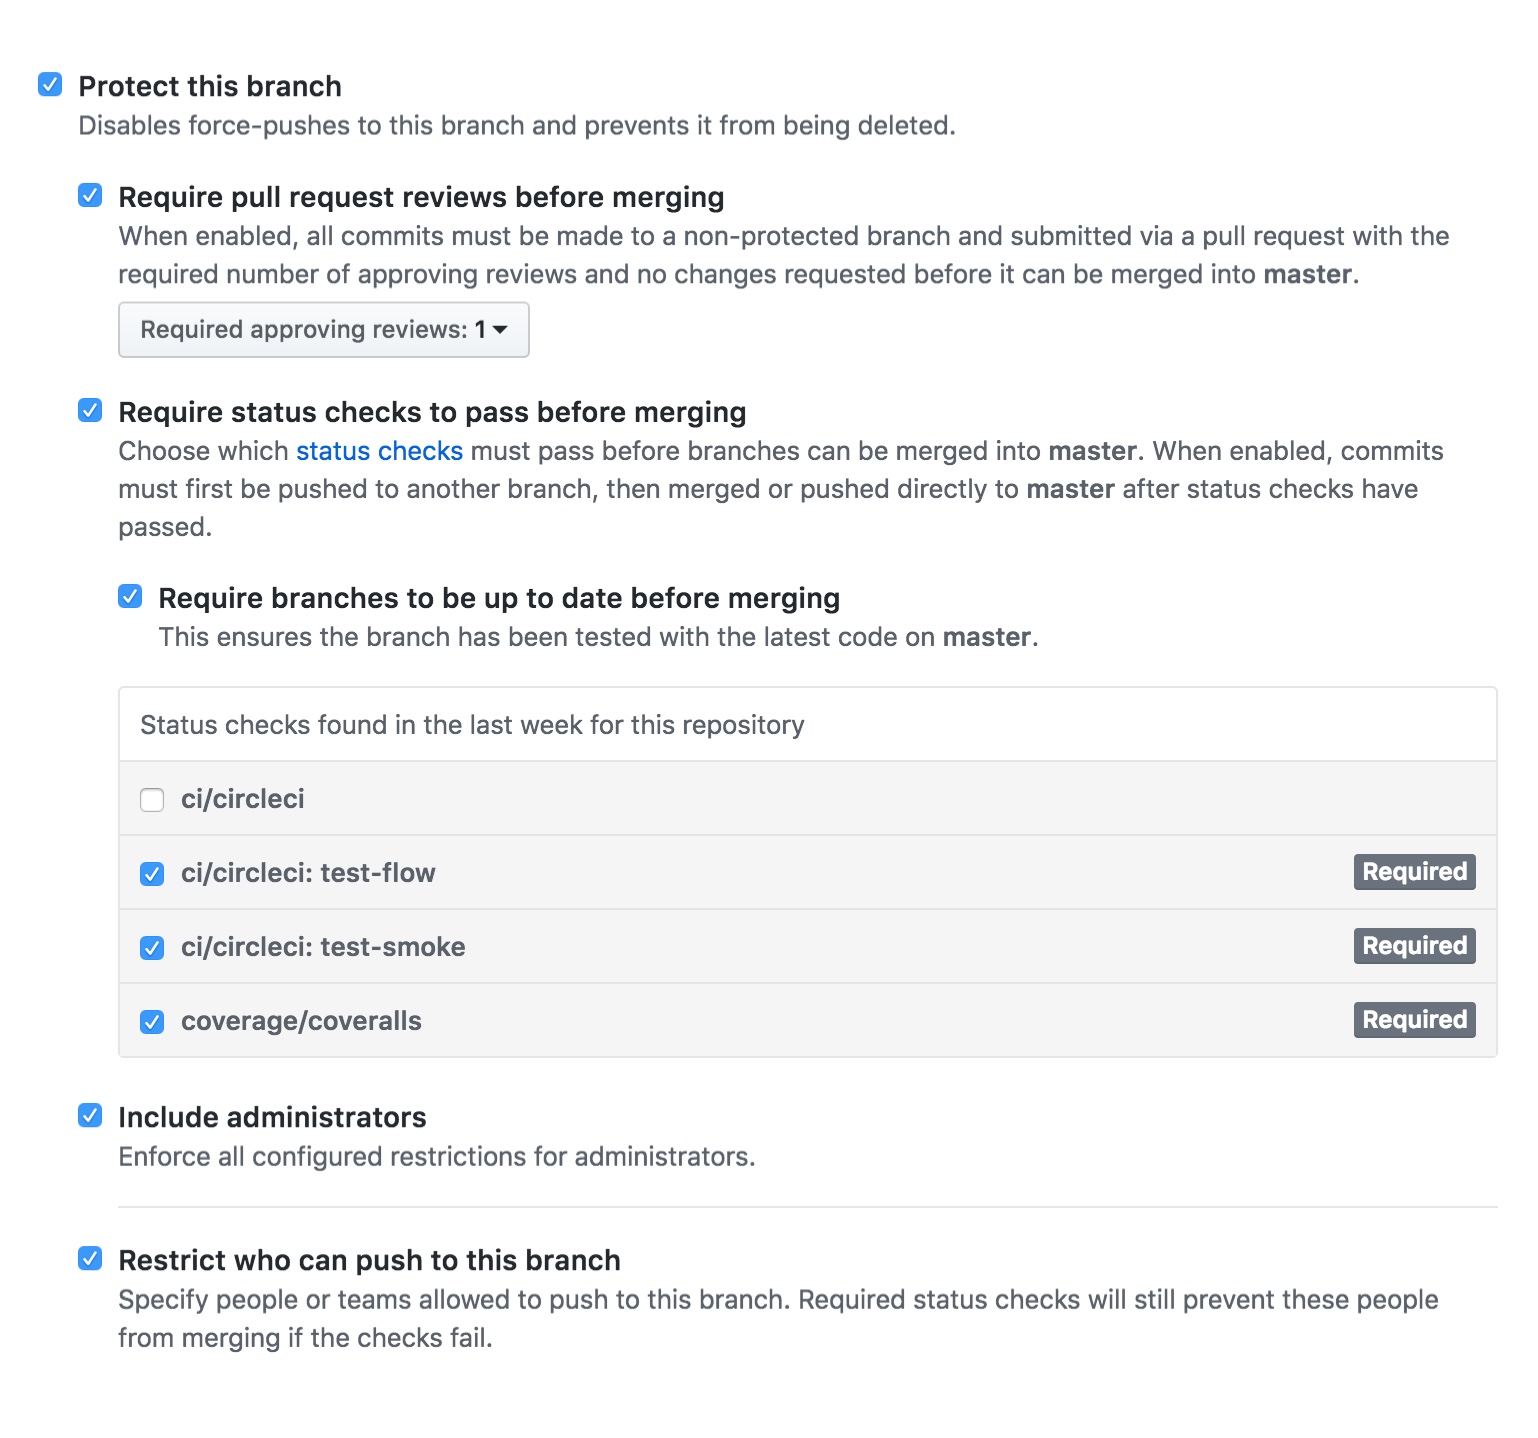 Protect this branch
Disables force-pushes to this branch and prevents it from being deleted.
Require pull request reviews before merging
When enabled, all commits must be made to a non-protected branch and submitted via a pull request with the
required number of approving reviews and no changes requested before it can be merged into master.
Required approving reviews: 1
Require status checks to pass before merging
Choose which status checks must pass before branches can be merged into master. When enabled, commits
must first be pushed to another branch, then merged or pushed directly to master after status checks have
passed.
Require branches to be up to date before merging
This ensures the branch has been tested with the latest code on master.
Status checks found in the last week for this repository
ci/circleci
ci/circleci: test-flow Required
ci/circleci: test-smoke Required
coverage/coveralls Required
Include administrators
Enforce all configured restrictions for administrators.
Restrict who can push to this branch
Specify people or teams allowed to push to this branch. Required status checks will still prevent these people
from merging if the checks fail.